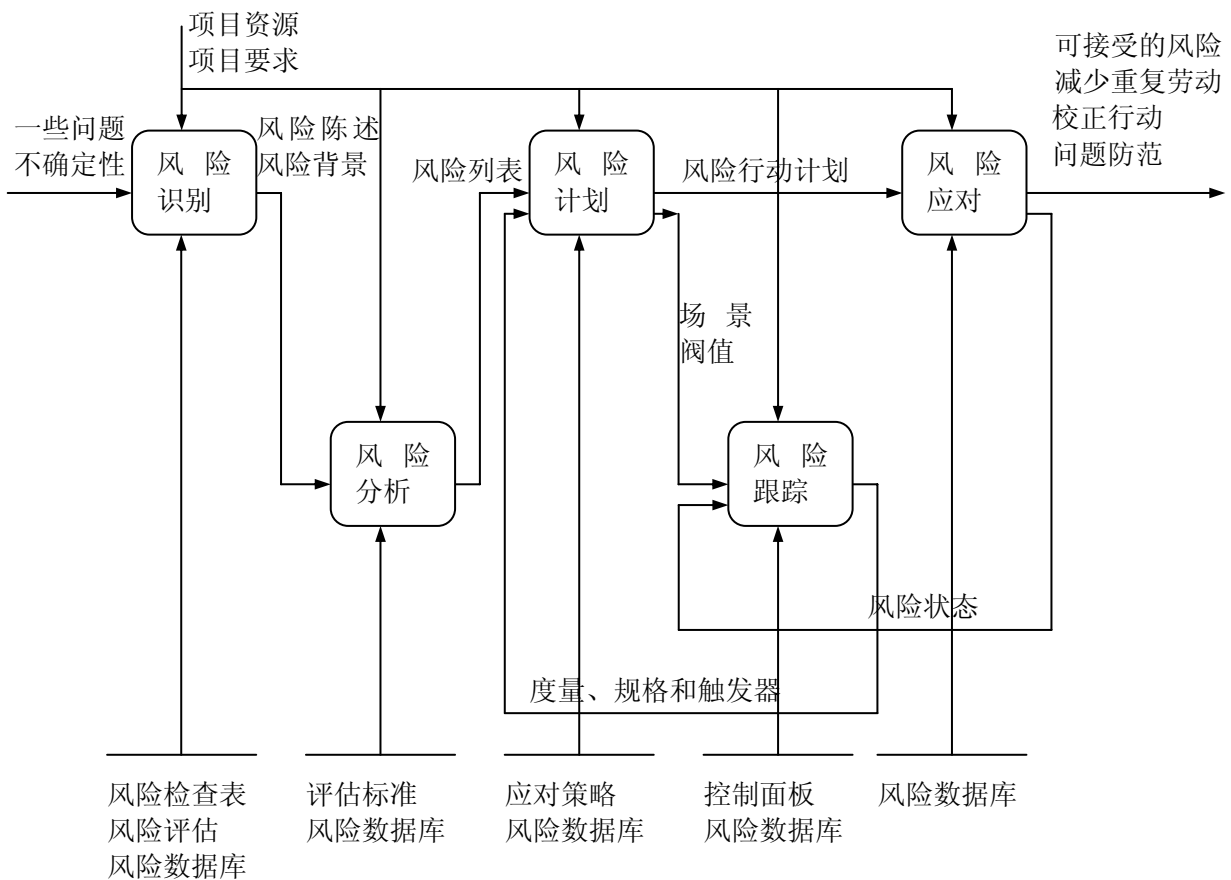 项目资源
项目要求
可接受的风险
减少重复劳动
校正行动
问题防范
一些问题
不确定性
风险
识别
风险陈述
风险背景
风险列表
风险
计划
风险行动计划
风险
应对
场景
阀值
风险
分析
风险
跟踪
风险状态
度量、规格和触发器
风险检查表
风险评估
风险数据库
评估标准
风险数据库
应对策略
风险数据库
控制面板
风险数据库
风险数据库